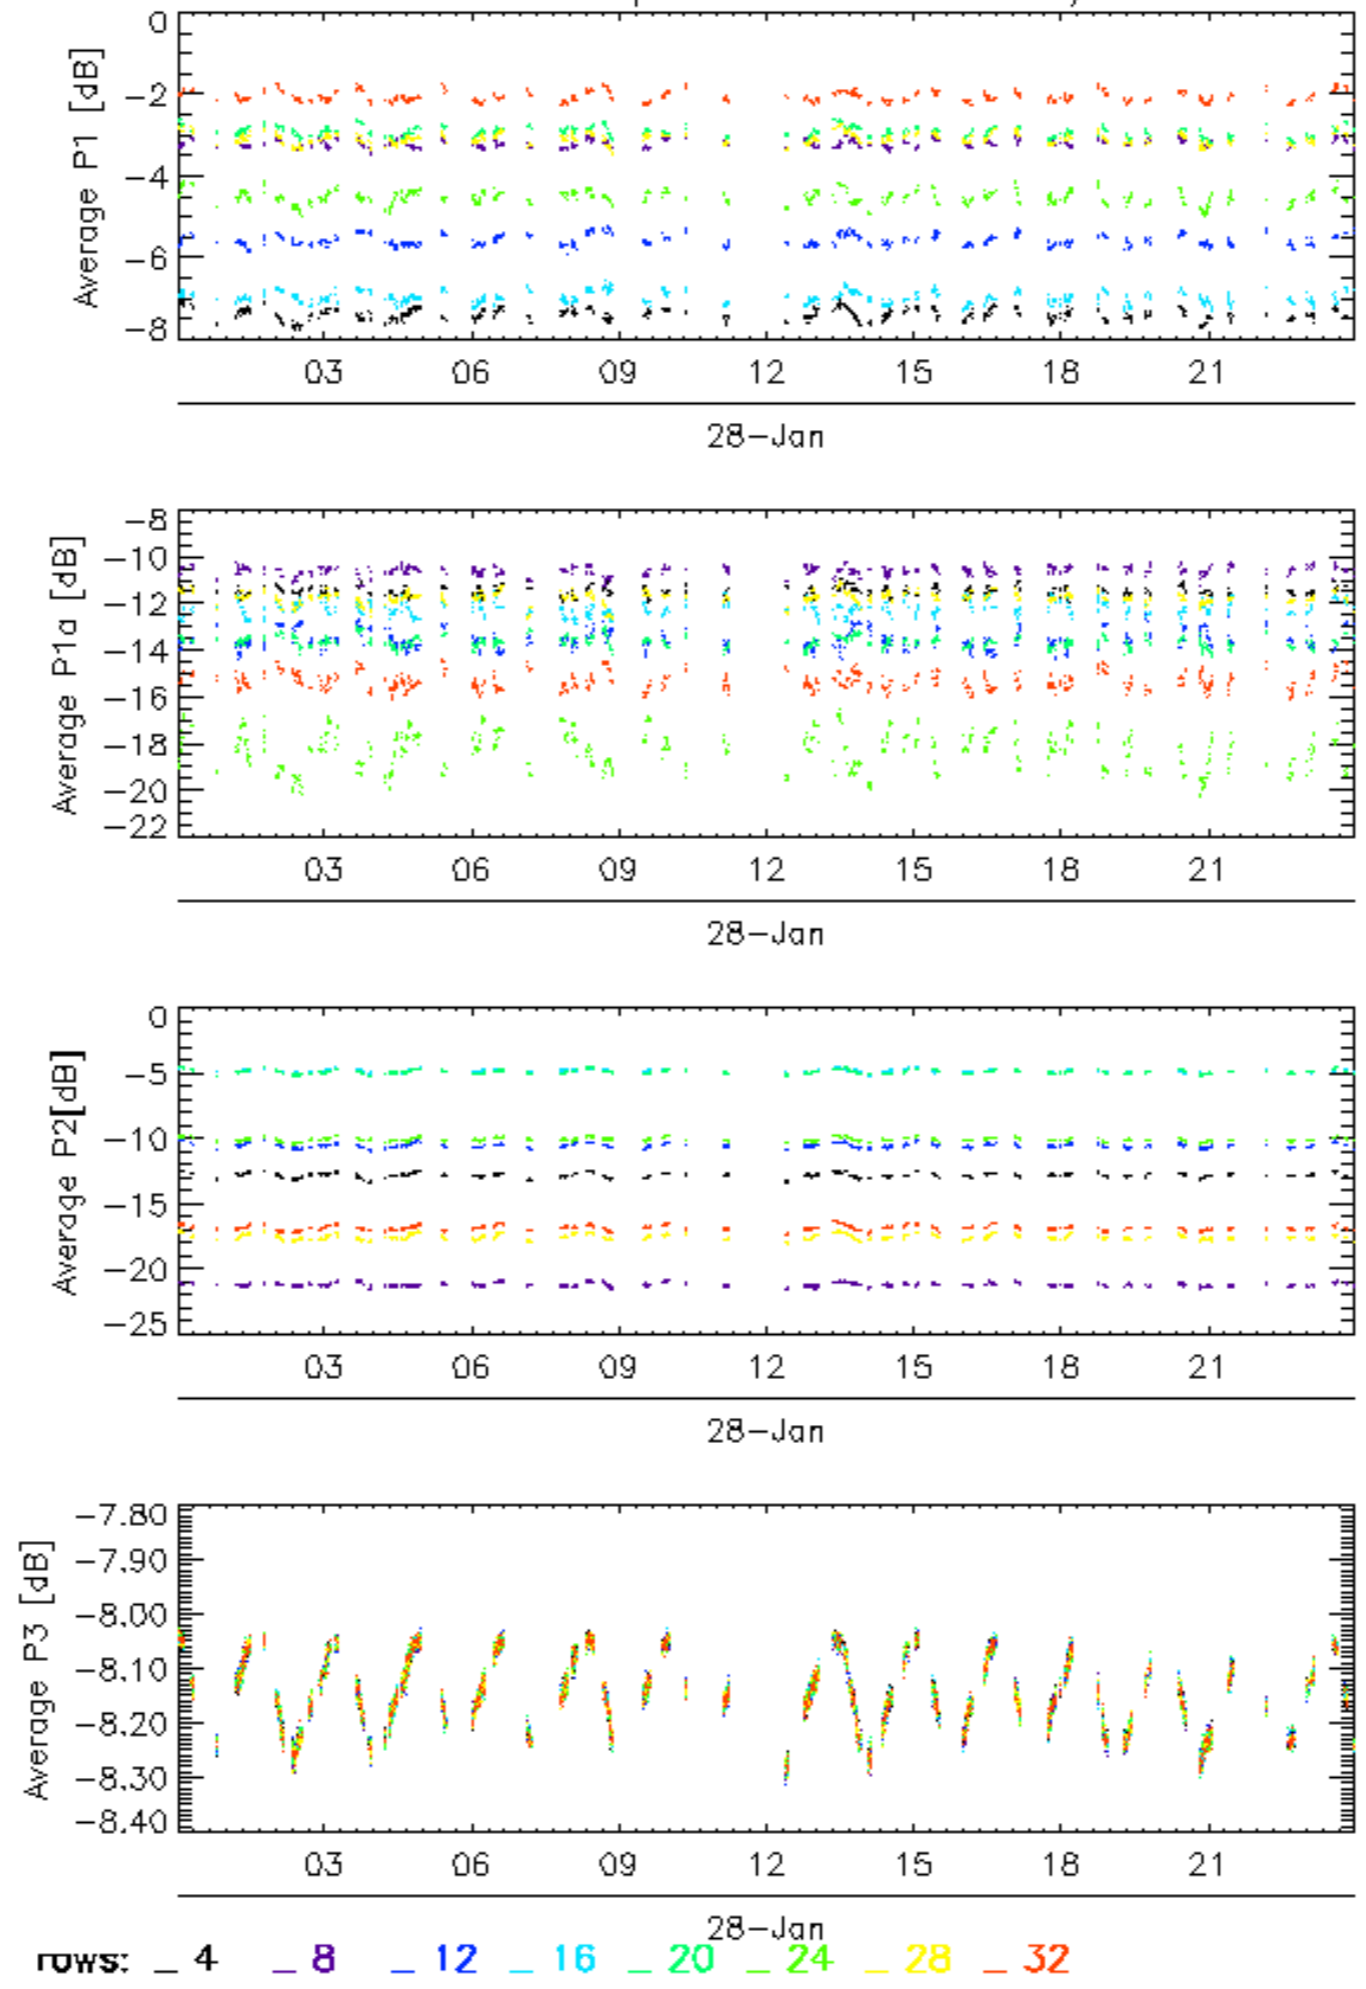 Average P1 [dB]
0
−2
−4
−6
−8
03 06 09 12 15 18 21
28−Jan
Average P1a [dB]
−8
−10
−12
−14
−16
−18
−20
−22
03 06 09 12 15 18 21
28−Jan
Average P2[dB]
0
−5
−10
−15
−20
−25
03 06 09 12 15 18 21
28−Jan
Average P3 [dB]
−7.80
−7.90
−8.00
−8.10
−8.20
−8.30
−8.40
03 06 09 12 15 18 21
28−Jan
rows: _ 4 _ 8 _ 12 _ 16 _ 20 _ 24 _ 28 _ 32